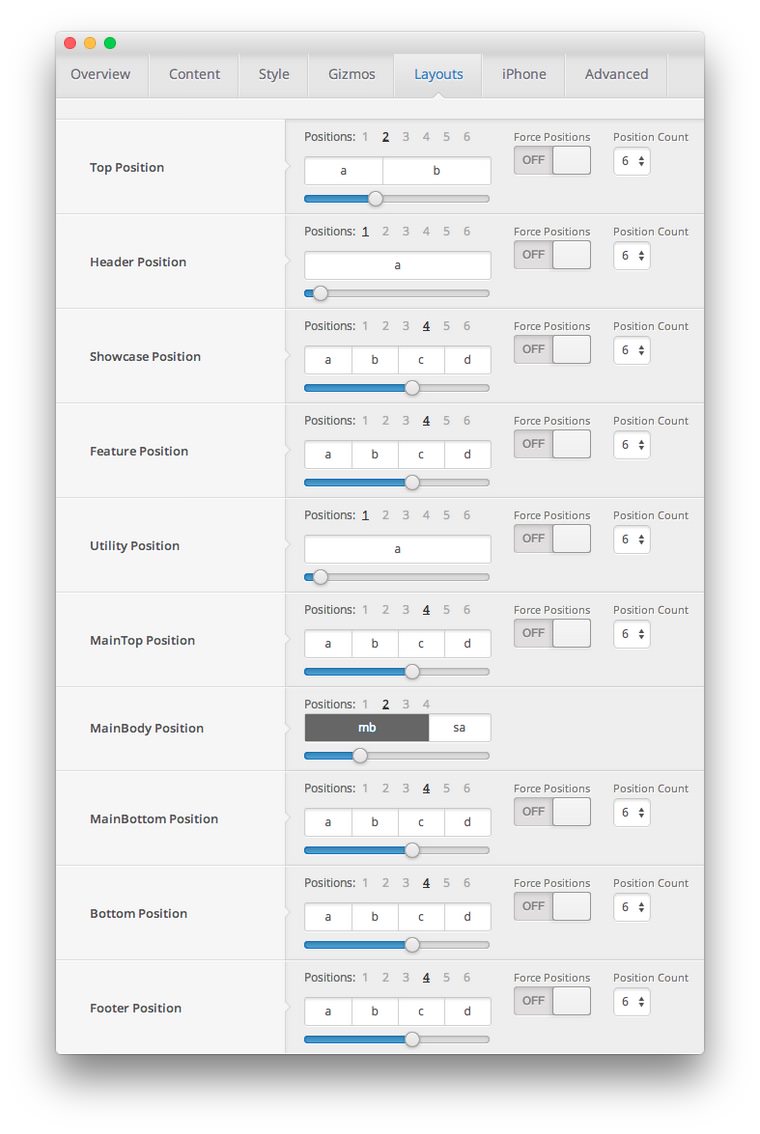 Overview Content Style Gizmos Layouts iPhone Advanced
Positions: 1 2 3 4 5 6 Force Positions Position Count
Top Position a b OFF 6
Positions: 1 2 3 4 5 6 Force Positions Position Count
Header Position a OFF 6
Positions: 1 2 3 4 5 6 Force Positions Position Count
Showcase Position a b c d OFF 6
Positions: 1 2 3 4 5 6 Force Positions Position Count
Feature Position a b c d OFF 6
Positions: 1 2 3 4 5 6 Force Positions Position Count
Utility Position a OFF 6
Positions: 1 2 3 4 5 6 Force Positions Position Count
MainTop Position a b c d OFF 6
Positions: 1 2 3 4
MainBody Position mb sa
Positions: 1 2 3 4 5 6 Force Positions Position Count
MainBottom Position a b c d OFF 6
Positions: 1 2 3 4 5 6 Force Positions Position Count
Bottom Position a b c d OFF 6
Positions: 1 2 3 4 5 6 Force Positions Position Count
Footer Position a b c d OFF 6